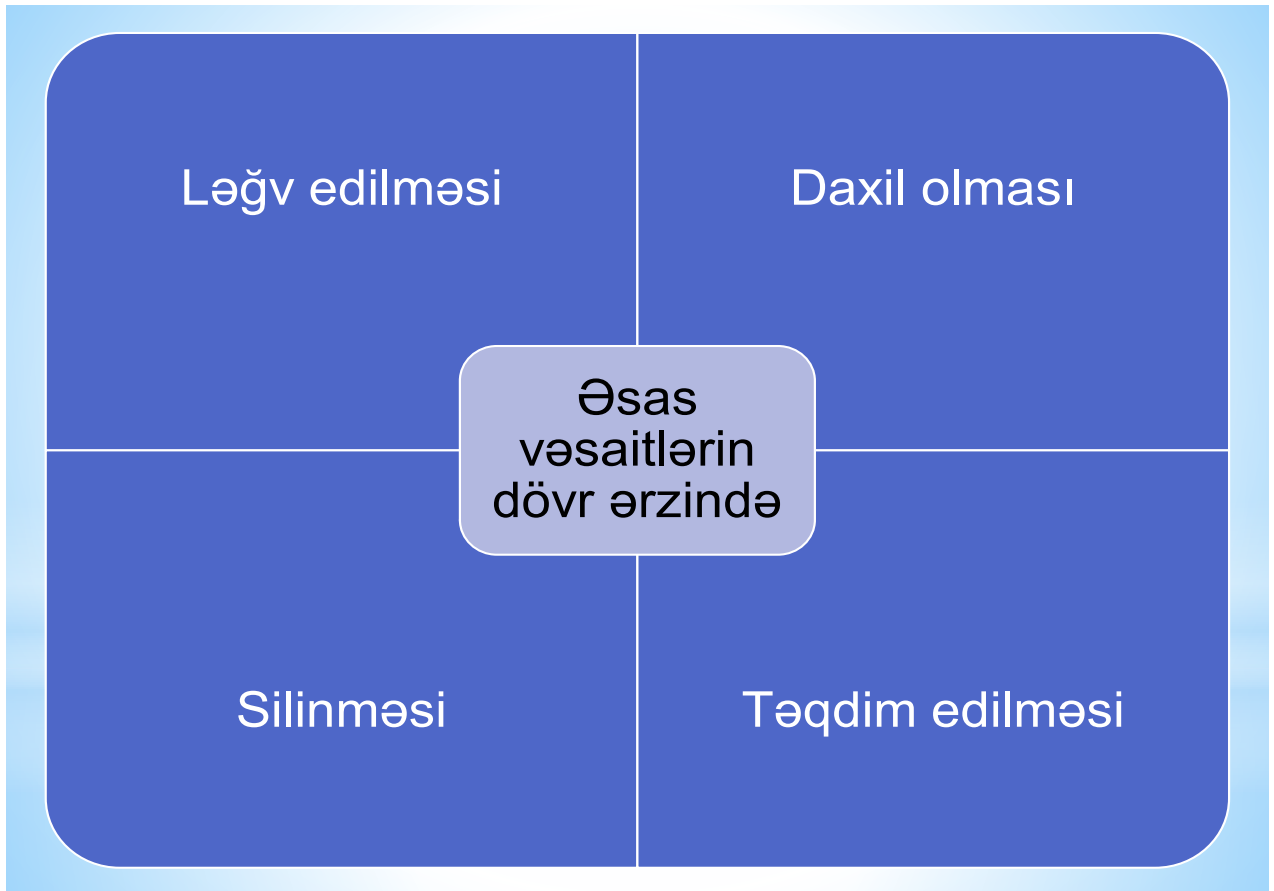 Ləğv edilməsi
Daxil olması
Əsas
vəsaitlərin
dövr ərzində
Silinməsi
Təqdim edilməsi